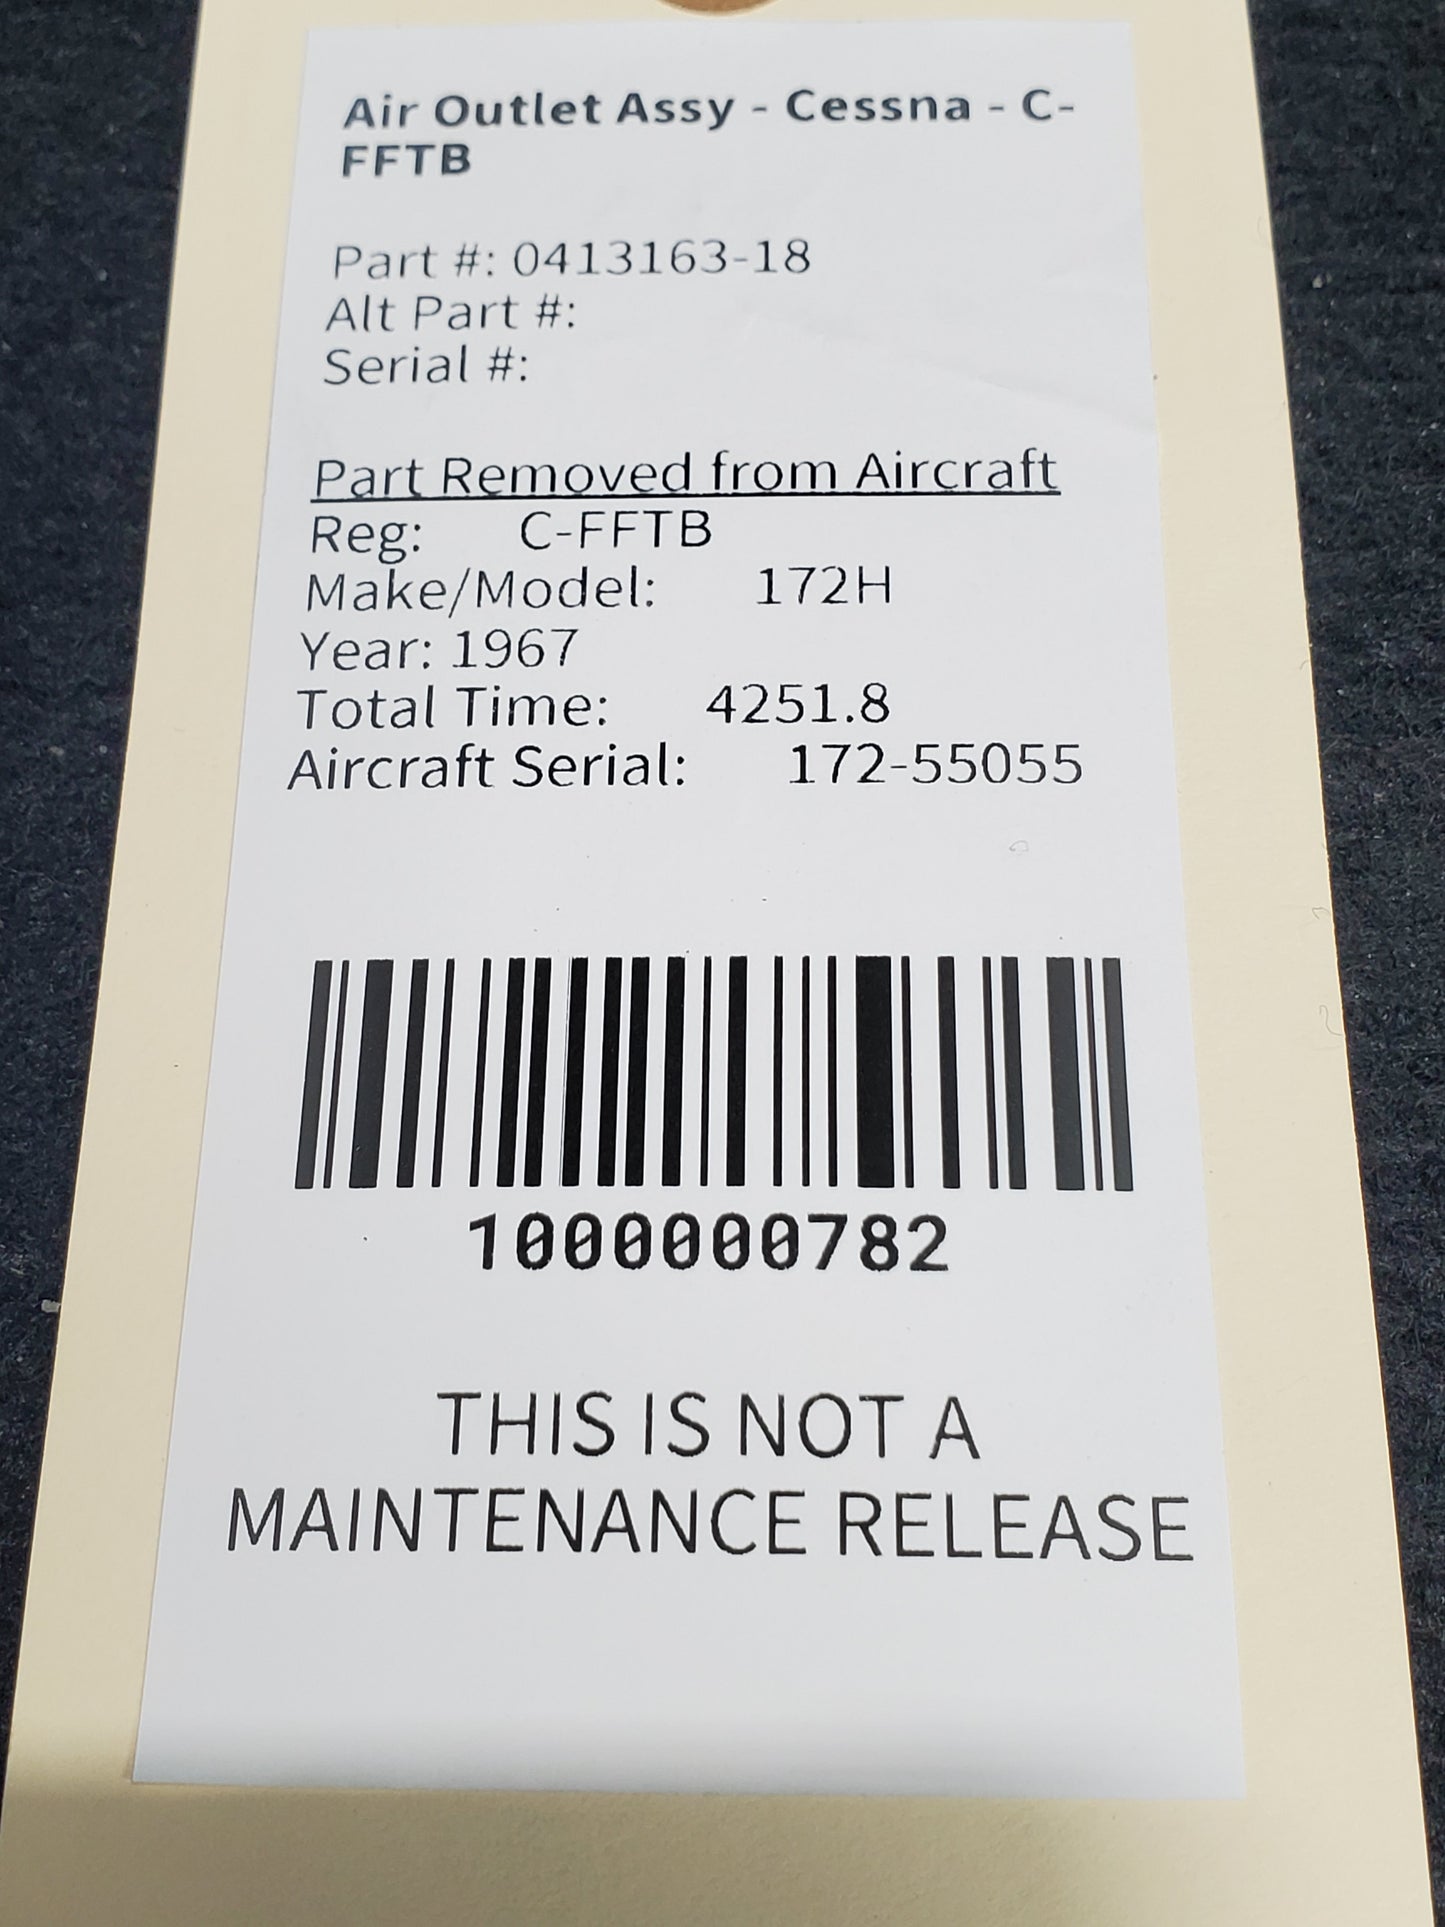 Air Outlet Assy - Cessna - C-
FFTB
Part #: 0413163-18
Alt Part #:
Serial #:
Part Removed from Aircraft
Reg: C-FFTB
Make/Model: 172H
Year: 1967
Total Time: 4251.8
Aircraft Serial: 172-55055
1000000782
THIS IS NOT A
MAINTENANCE RELEASE